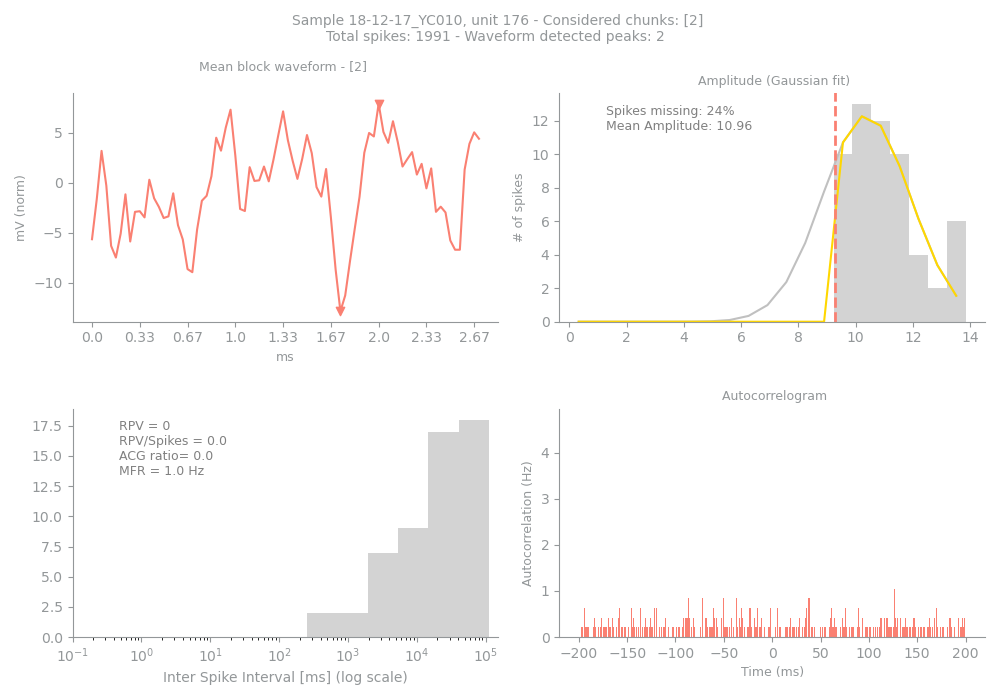 Sample 18-12-17_YC010, unit 176 - Considered chunks: [2]
Total spikes: 1991 - Waveform detected peaks: 2
Mean block waveform - [2]
mV (norm)
5
0
−5
−10
0.0 0.33 0.67 1.0 1.33 1.67 2.0 2.33 2.67
ms
Amplitude (Gaussian fit)
Spikes missing: 24%
Mean Amplitude: 10.96
# of spikes
12
10
8
6
4
2
0
0 2 4 6 8 10 12 14
RPV = 0
RPV/Spikes = 0.0
ACG ratio= 0.0
MFR = 1.0 Hz
17.5
15.0
12.5
10.0
7.5
5.0
2.5
0.0
10⁻¹ 10⁰ 10¹ 10² 10³ 10⁴ 10⁵
Inter Spike Interval [ms] (log scale)
Autocorrelogram
Autocorrelation (Hz)
4
3
2
1
0
−200 −150 −100 −50 0 50 100 150 200
Time (ms)